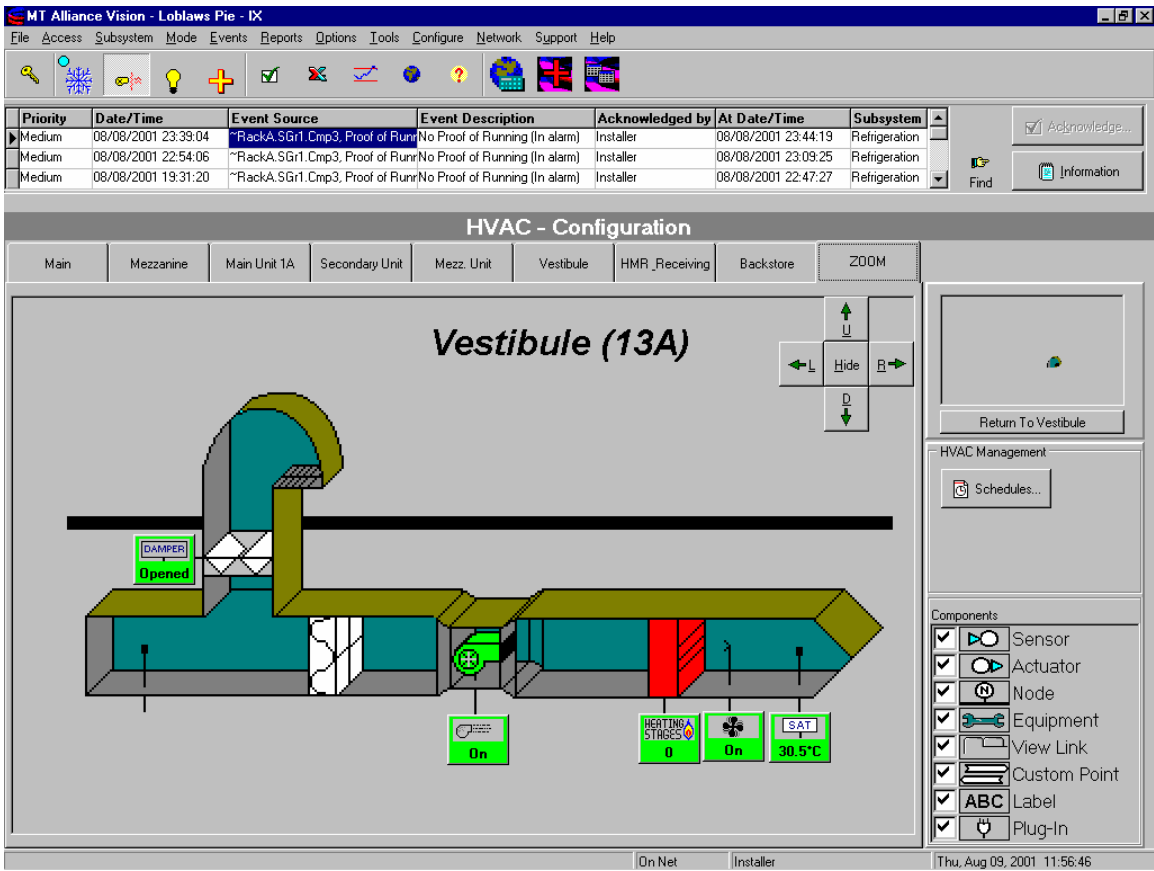 MT Alliance Vision - Loblaws Pie - IX
File Access Subsystem Mode Events Reports Options Tools Configure Network Support Help
Priority Date/Time Event Source Event Description Acknowledged by At Date/Time Subsystem
Medium 08/08/2001 23:39:04 ~RackA.SGr1.Cmp3, Proof of Runr No Proof of Running (In alarm) Installer 08/08/2001 23:44:19 Refrigeration
Medium 08/08/2001 22:54:06 ~RackA.SGr1.Cmp3, Proof of Runr No Proof of Running (In alarm) Installer 08/08/2001 23:09:25 Refrigeration
Medium 08/08/2001 19:31:20 ~RackA.SGr1.Cmp3, Proof of Runr No Proof of Running (In alarm) Installer 08/08/2001 22:47:27 Refrigeration
Acknowledge...
Find
Information
HVAC - Configuration
Main Mezzanine Main Unit 1A Secondary Unit Mezz. Unit Vestibule HMR_Receiving Backstore ZOOM
Vestibule (13A)
U
L Hide R
D
Return To Vestibule
HVAC Management
Schedules...
DAMPER
Opened
On
HEATING
STAGES
0
On
SAT
30.5°C
Components
Sensor
Actuator
N Node
Equipment
View Link
Custom Point
ABC Label
Plug-In
On Net Installer Thu, Aug 09, 2001 11:56:46